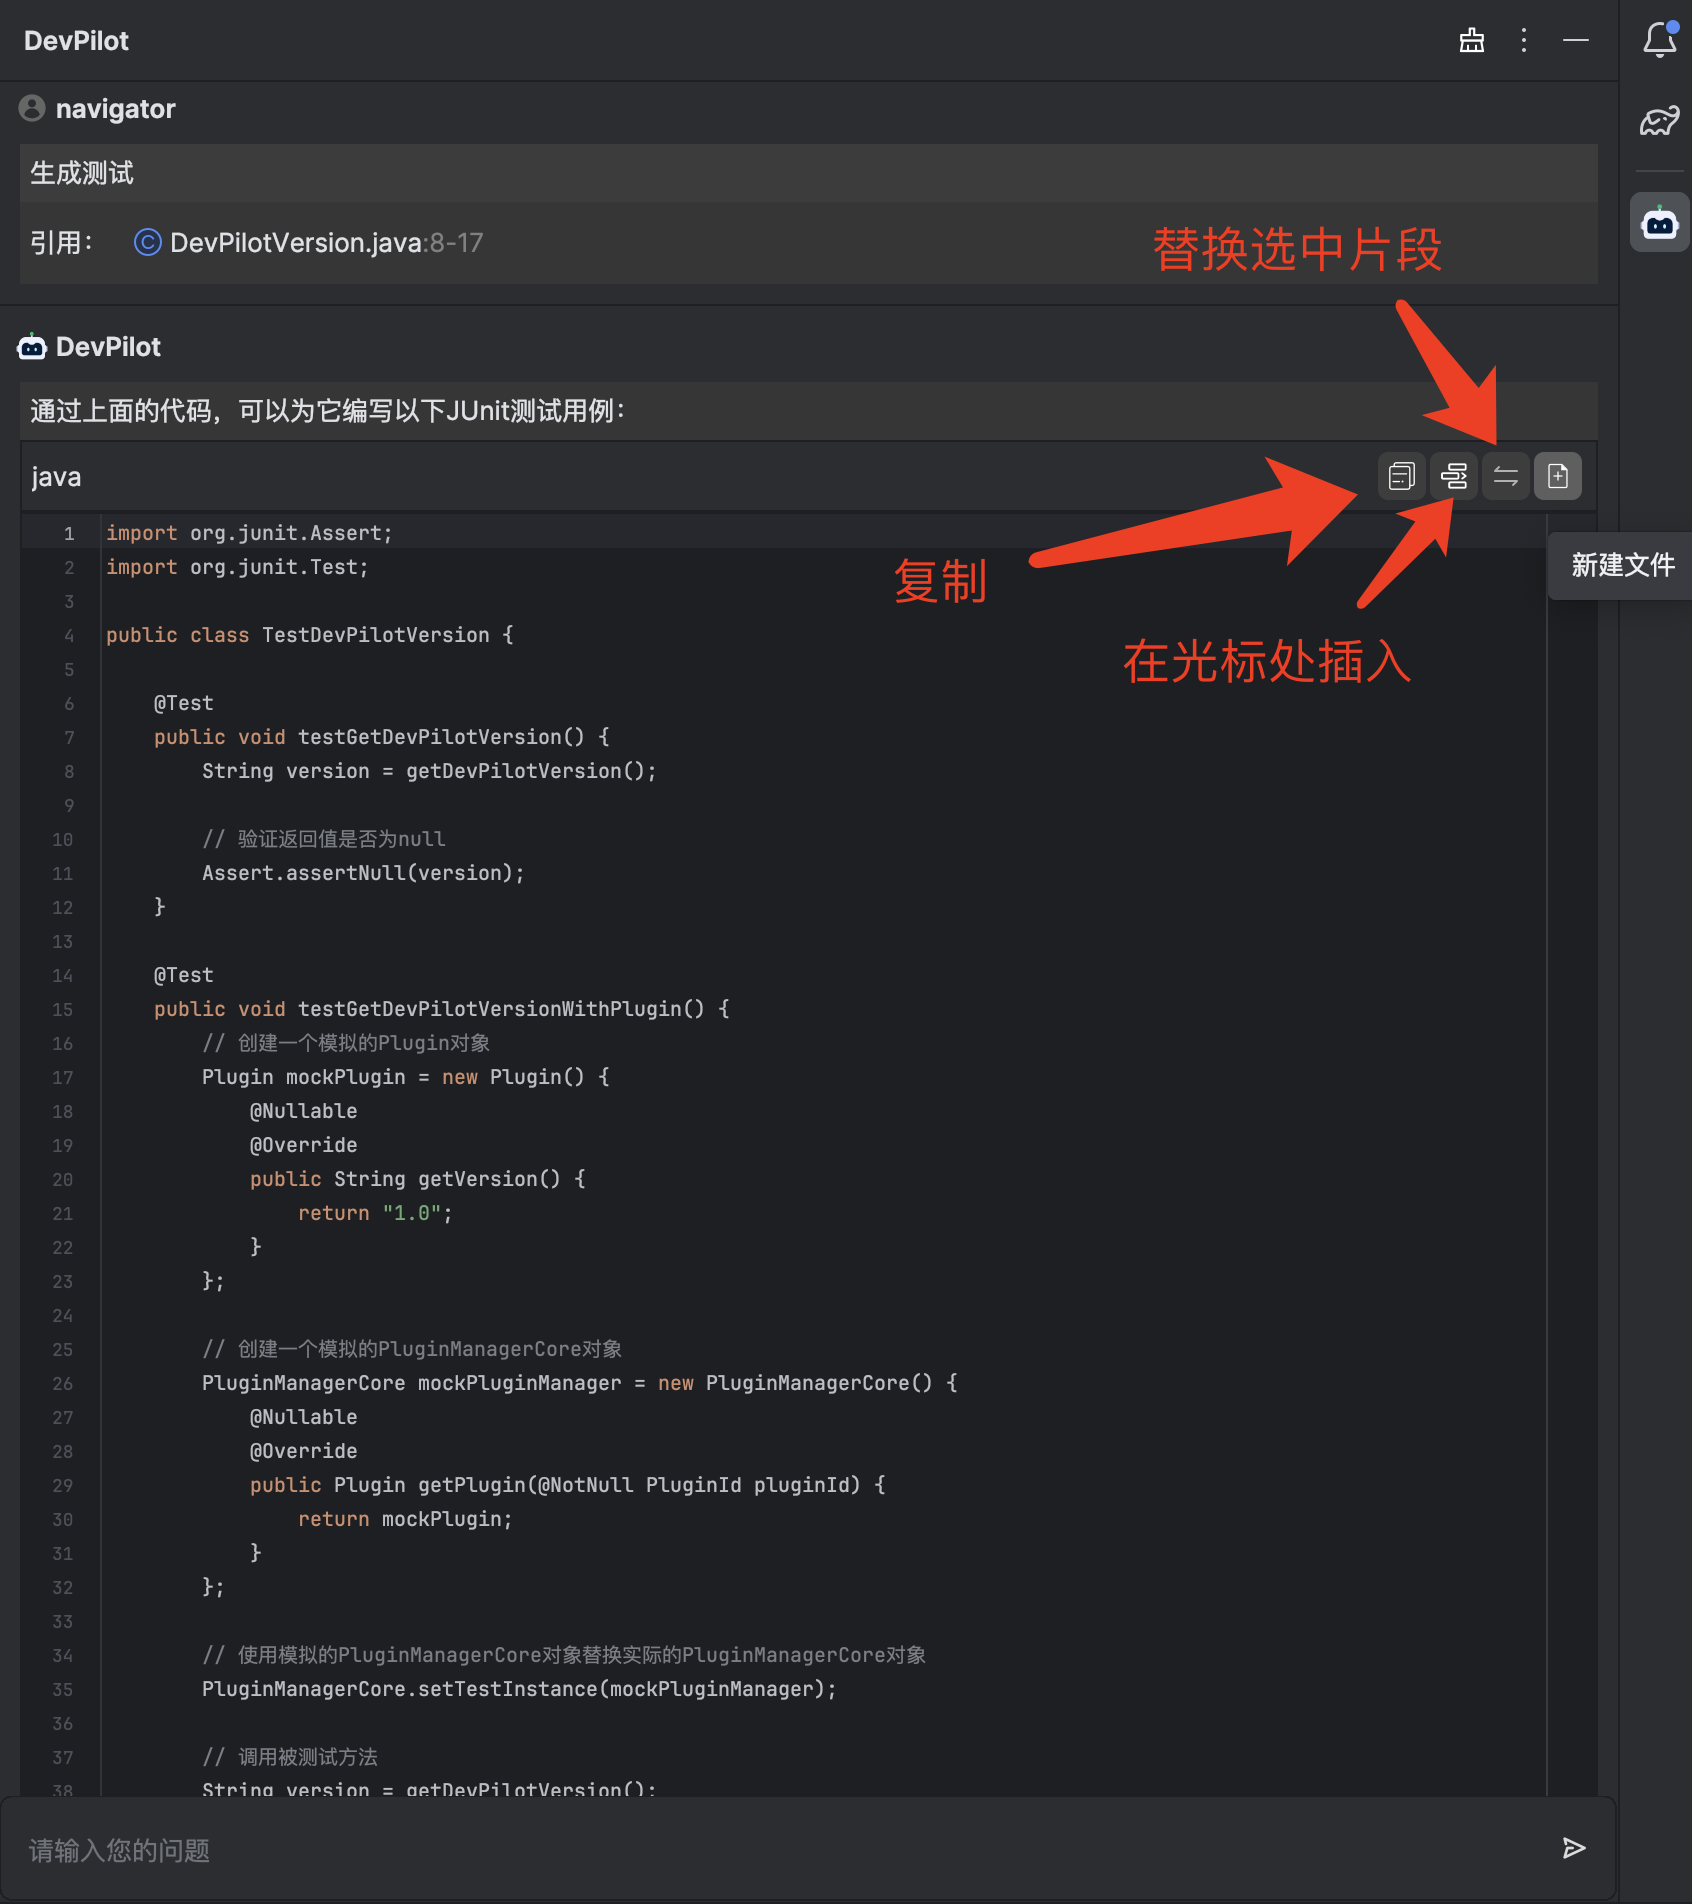 DevPilot
navigator
生成测试
引用： DevPilotVersion.java:8-17
替换选中片段
DevPilot
通过上面的代码，可以为它编写以下JUnit测试用例：
java
新建文件
复制
在光标处插入
1 import org.junit.Assert;
2 import org.junit.Test;
3
4 public class TestDevPilotVersion {
5
6     @Test
7     public void testGetDevPilotVersion() {
8         String version = getDevPilotVersion();
9
10         // 验证返回值是否为null
11         Assert.assertNull(version);
12     }
13
14     @Test
15     public void testGetDevPilotVersionWithPlugin() {
16         // 创建一个模拟的Plugin对象
17         Plugin mockPlugin = new Plugin() {
18             @Nullable
19             @Override
20             public String getVersion() {
21                 return "1.0";
22             }
23         };
24
25         // 创建一个模拟的PluginManagerCore对象
26         PluginManagerCore mockPluginManager = new PluginManagerCore() {
27             @Nullable
28             @Override
29             public Plugin getPlugin(@NotNull PluginId pluginId) {
30                 return mockPlugin;
31             }
32         };
33
34         // 使用模拟的PluginManagerCore对象替换实际的PluginManagerCore对象
35         PluginManagerCore.setTestInstance(mockPluginManager);
36
37         // 调用被测试方法
38         String version = getDevPilotVersion();
请输入您的问题